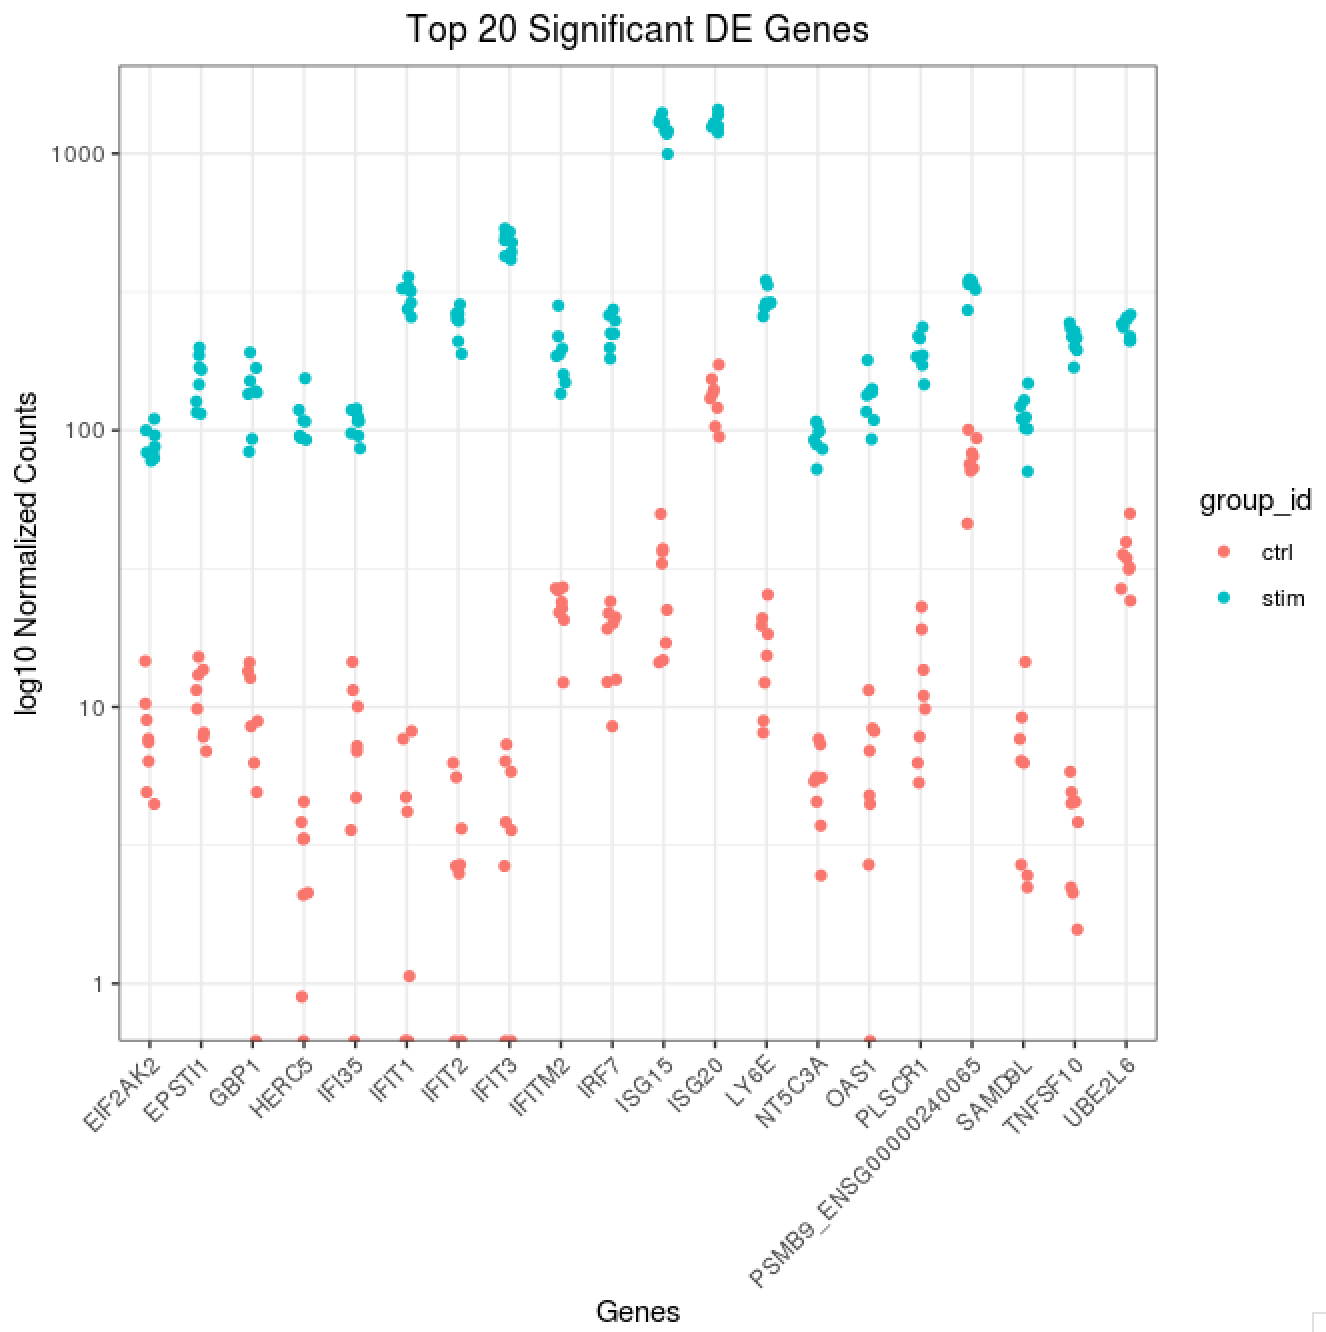 Top 20 Significant DE Genes
log10 Normalized Counts
1000
100
10
1
EIF2AK2
EPSTI1
GBP1
HERC5
IFI35
IFIT1
IFIT2
IFIT3
IFITM2
IRF7
ISG15
ISG20
LY6E
NT5C3A
OAS1
PLSCR1
PSMB9_ENSG00000240065
SAMD9L
TNFSF10
UBE2L6
Genes
group_id
ctrl
stim